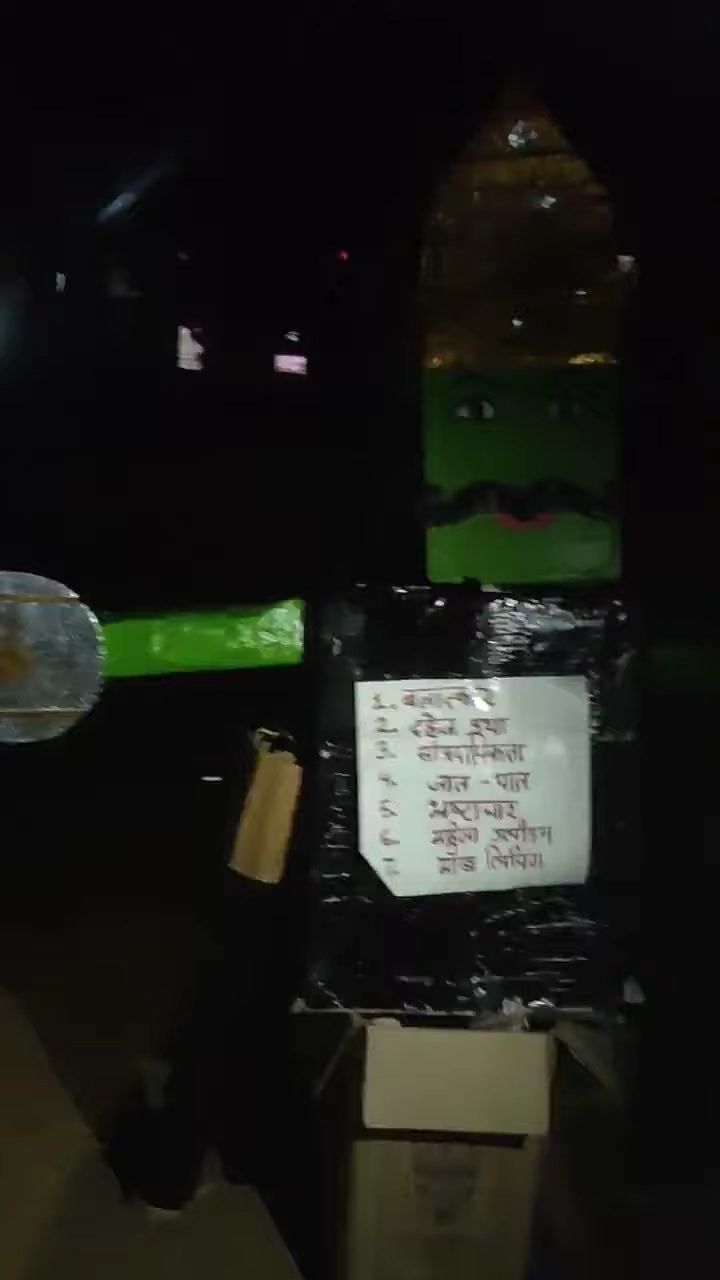 1. बलात्कार
2. दहेज प्रथा
3. सांप्रदायिकता
4. जात - पात
5. भ्रष्टाचार
6 महिला उत्पीड़न
7. मॉब लिंचिंग